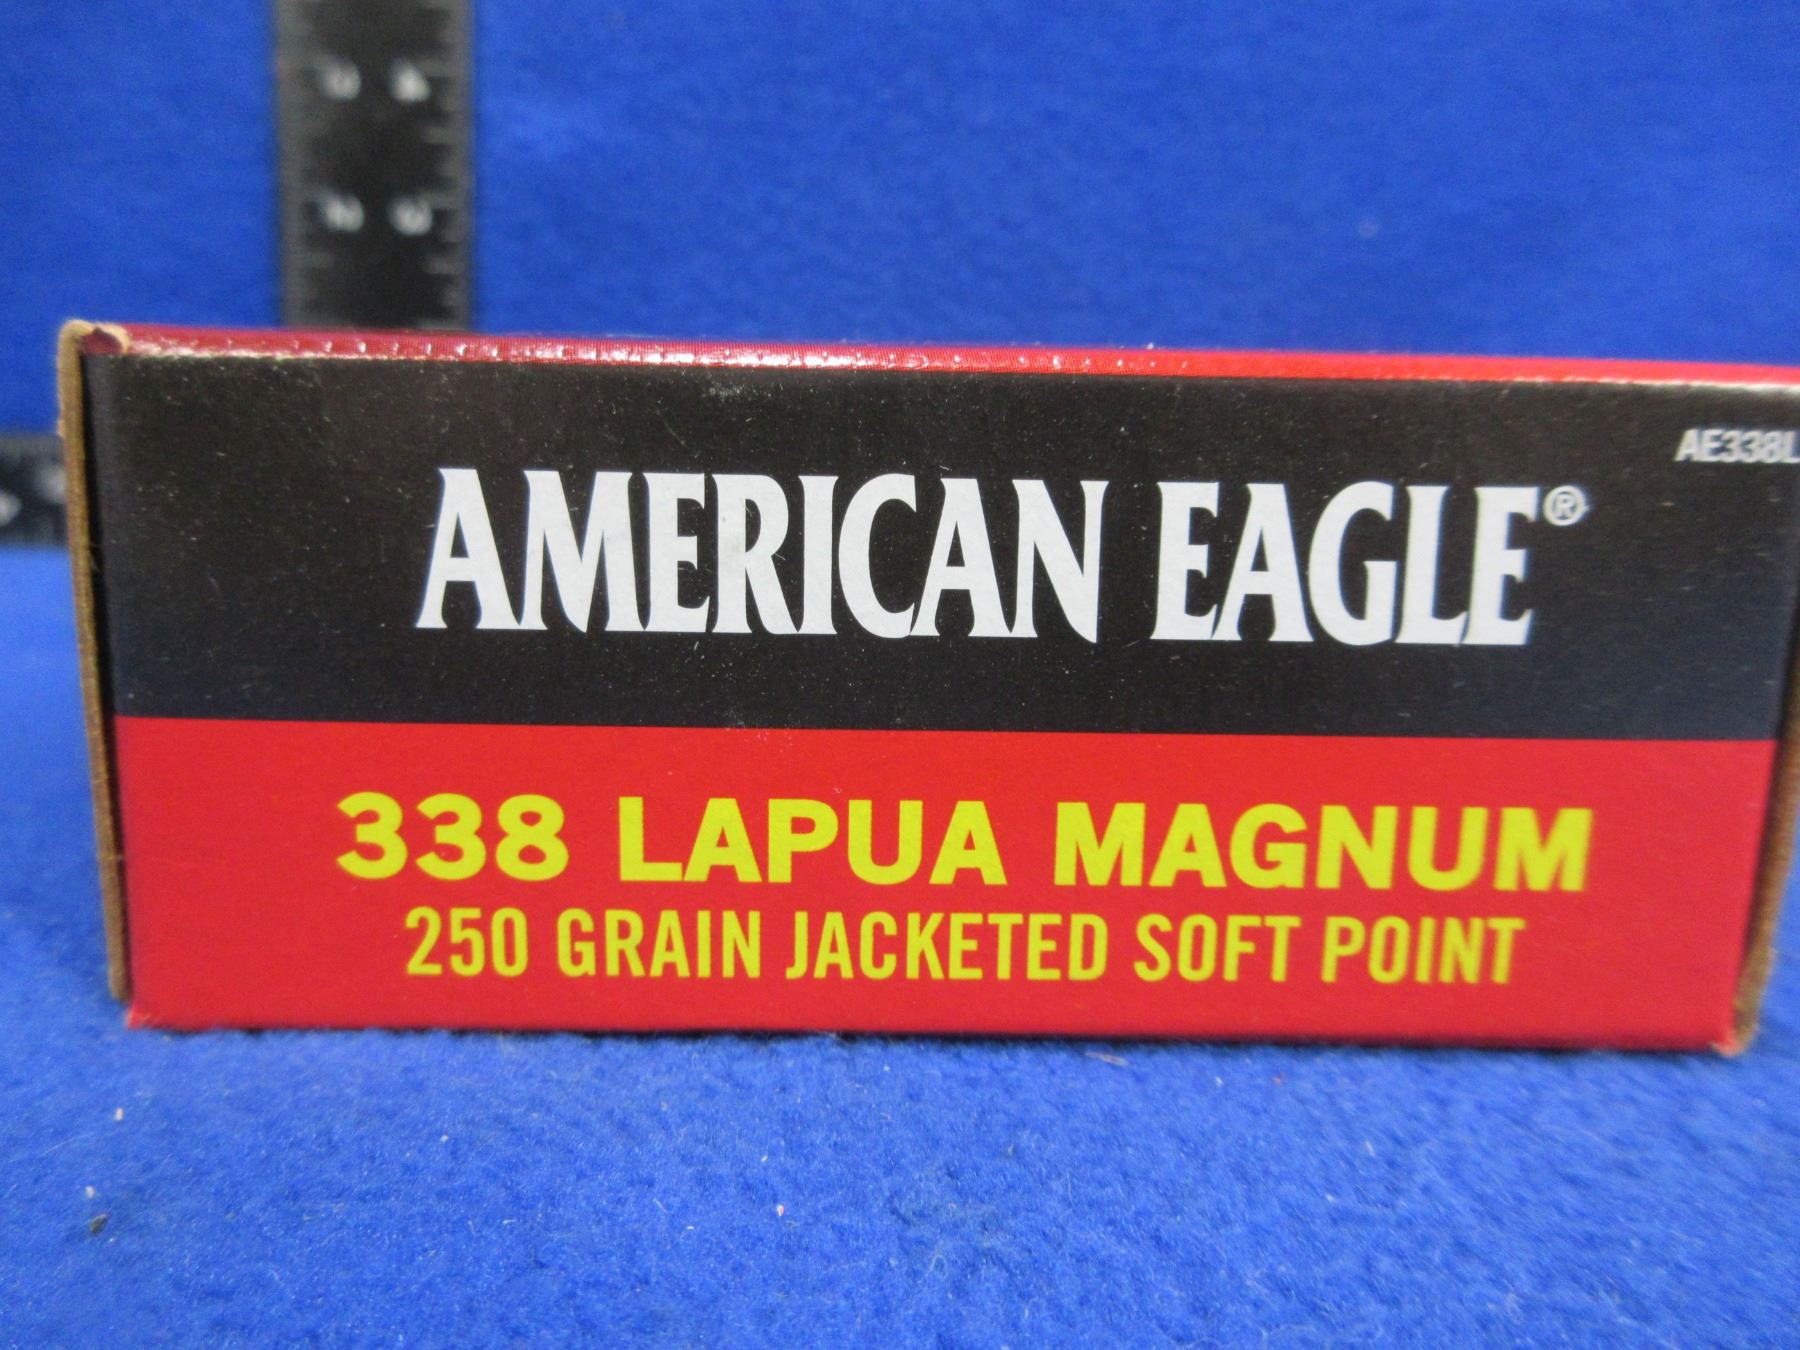 AE338L
AMERICAN EAGLE®
338 LAPUA MAGNUM
250 GRAIN JACKETED SOFT POINT